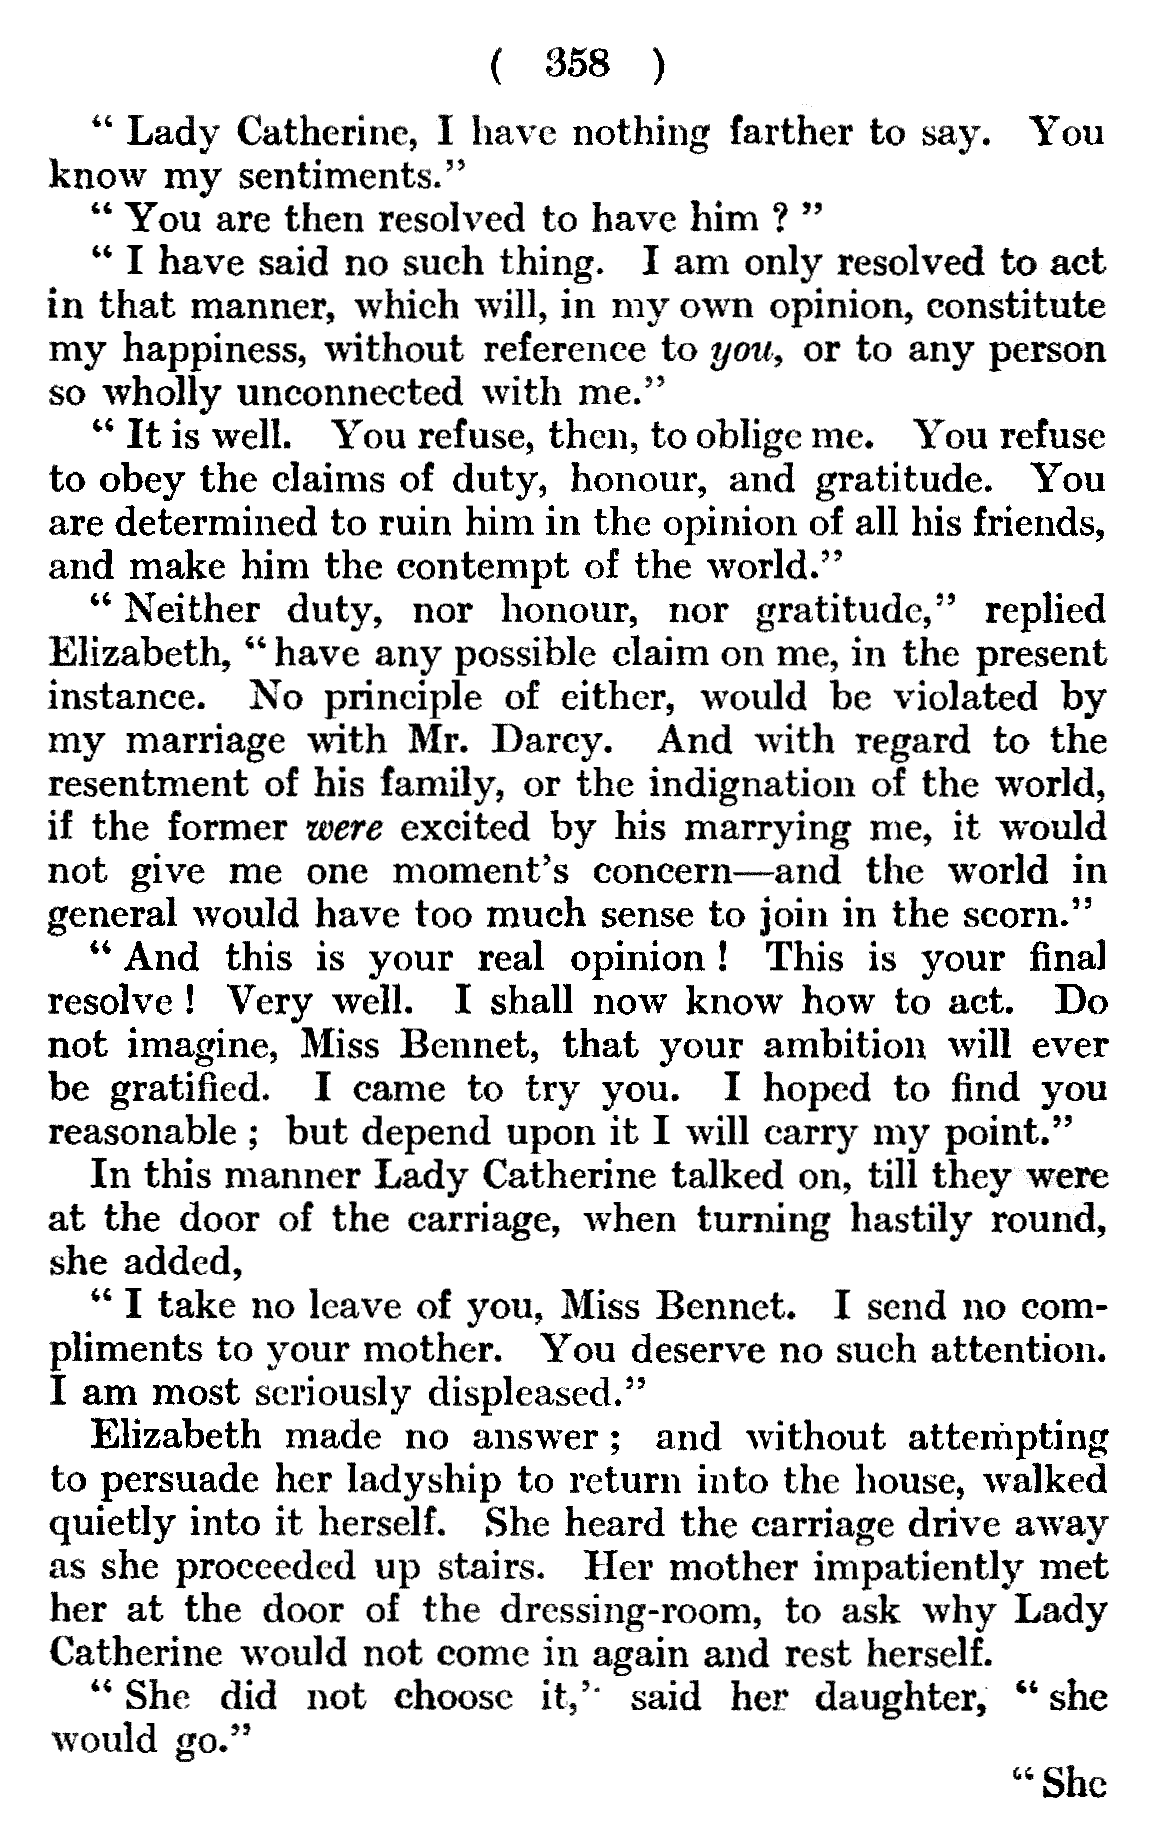 ( 358 )
“ Lady Catherine, I have nothing farther to say. You
know my sentiments.”
“ You are then resolved to have him ? ”
“ I have said no such thing. I am only resolved to act
in that manner, which will, in my own opinion, constitute
my happiness, without reference to you, or to any person
so wholly unconnected with me.”
“ It is well. You refuse, then, to oblige me. You refuse
to obey the claims of duty, honour, and gratitude. You
are determined to ruin him in the opinion of all his friends,
and make him the contempt of the world.”
“ Neither duty, nor honour, nor gratitude,” replied
Elizabeth, “ have any possible claim on me, in the present
instance. No principle of either, would be violated by
my marriage with Mr. Darcy. And with regard to the
resentment of his family, or the indignation of the world,
if the former were excited by his marrying me, it would
not give me one moment’s concern—and the world in
general would have too much sense to join in the scorn.”
“ And this is your real opinion ! This is your final
resolve ! Very well. I shall now know how to act. Do
not imagine, Miss Bennet, that your ambition will ever
be gratified. I came to try you. I hoped to find you
reasonable ; but depend upon it I will carry my point.”
In this manner Lady Catherine talked on, till they were
at the door of the carriage, when turning hastily round,
she added,
“ I take no leave of you, Miss Bennet. I send no com-
pliments to your mother. You deserve no such attention.
I am most seriously displeased.”
Elizabeth made no answer ; and without attempting
to persuade her ladyship to return into the house, walked
quietly into it herself. She heard the carriage drive away
as she proceeded up stairs. Her mother impatiently met
her at the door of the dressing-room, to ask why Lady
Catherine would not come in again and rest herself.
“ She did not choose it,” said her daughter, “ she
would go.”
“ She